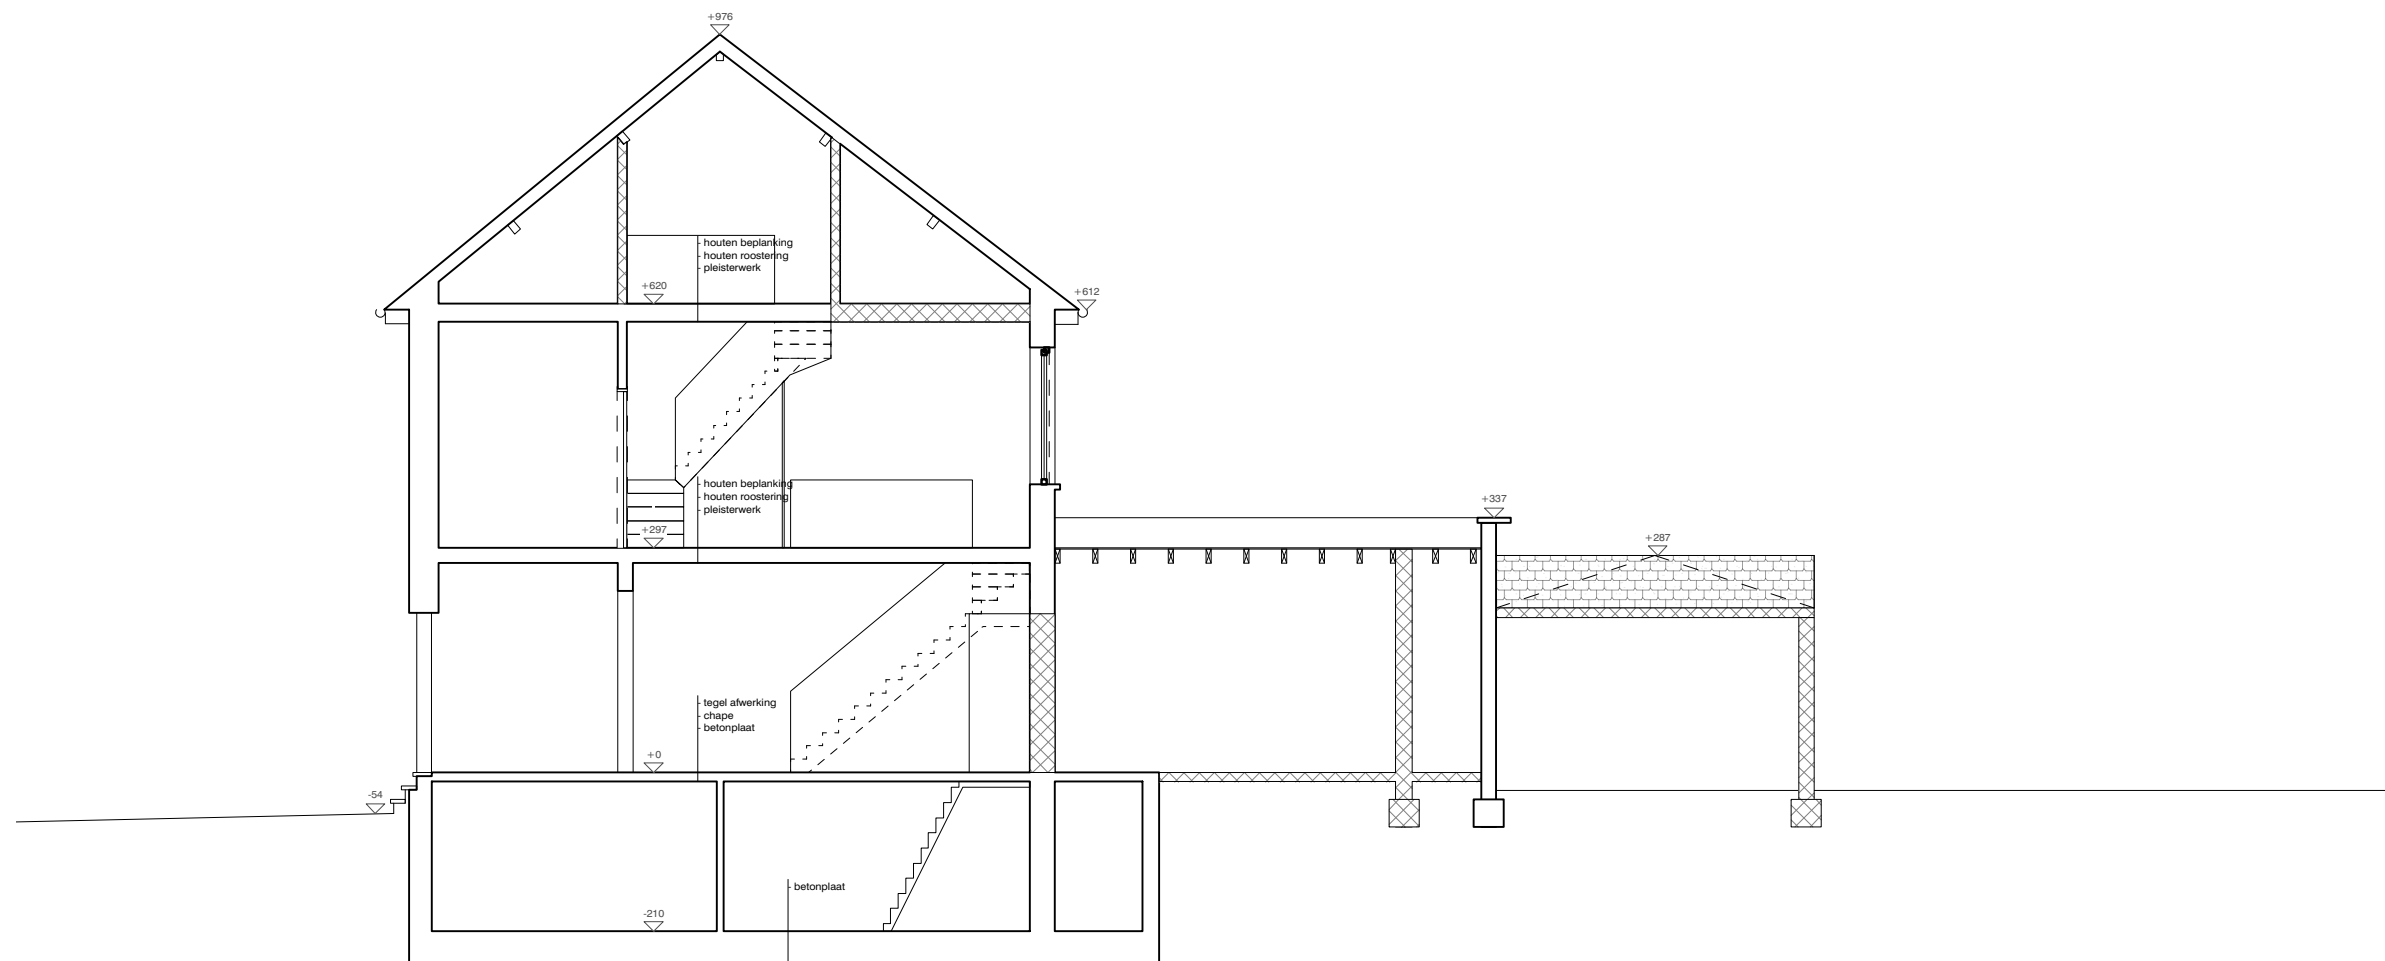 +976
houten beplanking
houten roostering
pleisterwerk
+620
+612
houten beplanking
houten roostering
pleisterwerk
+297
+337
+287
tegel afwerking
chape
betonplaat
+0
-54
betonplaat
-210